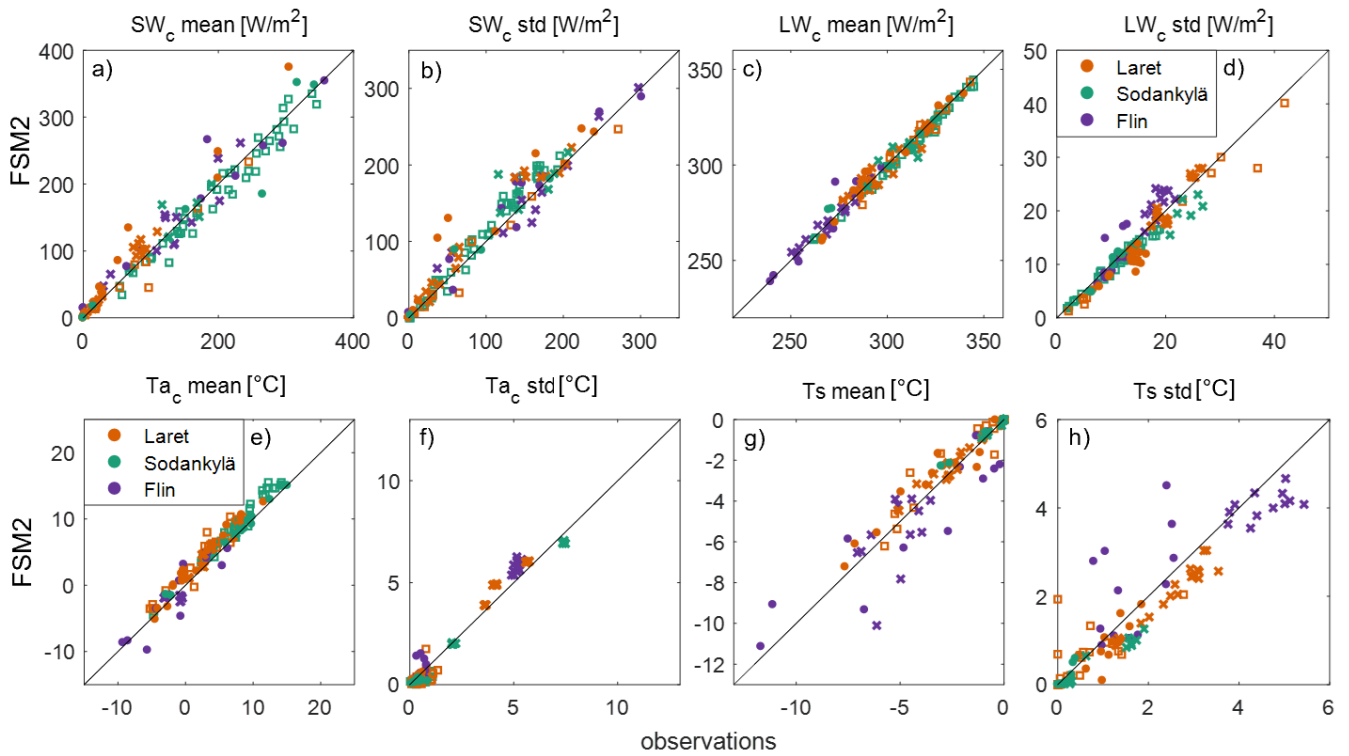 SWc mean [W/m²]
SWc std [W/m²]
LWc mean [W/m²]
LWc std [W/m²]
a)
b)
c)
d)
Laret
Sodankylä
Flin
FSM2
400
300
200
100
0
0
200
400
300
200
100
0
0
100
200
300
350
300
250
250
300
350
50
40
30
20
10
0
0
20
40
Tac mean [°C]
Tac std [°C]
Ts mean [°C]
Ts std [°C]
e)
f)
g)
h)
Laret
Sodankylä
Flin
FSM2
20
10
0
-10
-10
0
10
20
10
5
0
0
5
10
0
-2
-4
-6
-8
-10
-12
-10
-5
0
6
4
2
0
0
2
4
6
observations